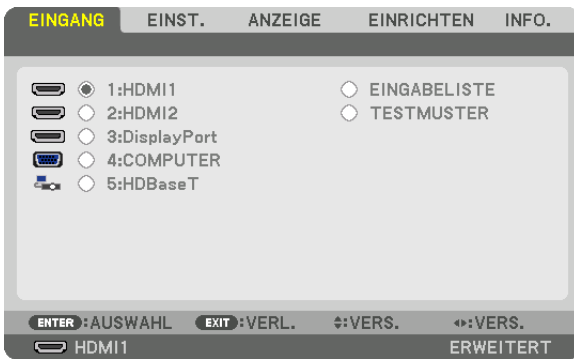 EINGANG EINST. ANZEIGE EINRICHTEN INFO.
1:HDMI1 EINGABELISTE
2:HDMI2 TESTMUSTER
3:DisplayPort
4:COMPUTER
5:HDBaseT
ENTER :AUSWAHL EXIT :VERL. :VERS. :VERS.
HDMI1 ERWEITERT